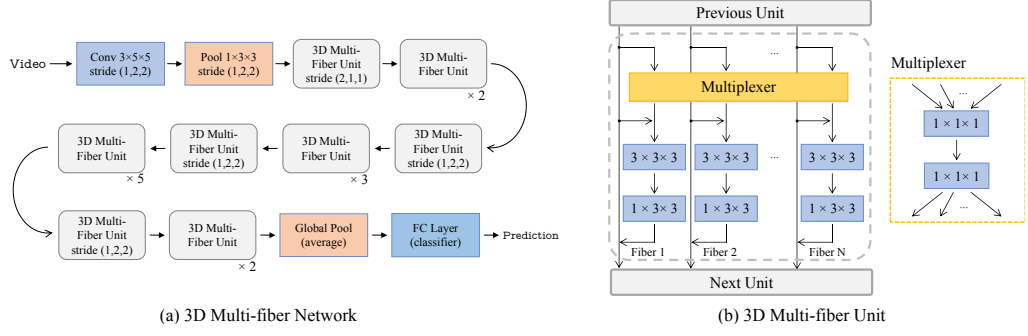 Video
Conv 3×5×5
stride (1,2,2)
Pool 1×3×3
stride (1,2,2)
3D Multi-
Fiber Unit
stride (2,1,1)
3D Multi-
Fiber Unit
× 2
3D Multi-
Fiber Unit
× 5
3D Multi-
Fiber Unit
stride (1,2,2)
3D Multi-
Fiber Unit
× 3
3D Multi-
Fiber Unit
stride (1,2,2)
3D Multi-
Fiber Unit
stride (1,2,2)
3D Multi-
Fiber Unit
× 2
Global Pool
(average)
FC Layer
(classifier)
Prediction
(a) 3D Multi-fiber Network
Previous Unit
...
Multiplexer
3 × 3× 3
3 × 3× 3
...
3 × 3× 3
1 × 3× 3
1 × 3× 3
1 × 3× 3
Fiber 1
Fiber 2
Fiber N
Next Unit
Multiplexer
...
1 × 1× 1
1 × 1× 1
...
(b) 3D Multi-fiber Unit